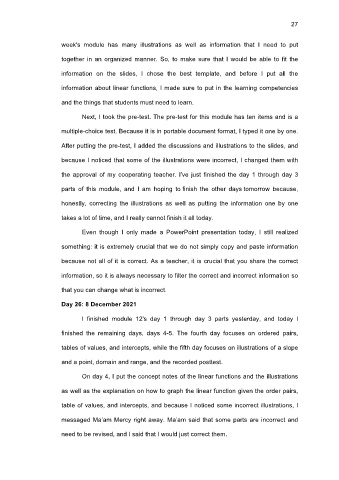 27
week's module has many illustrations as well as information that I need to put
together in an organized manner. So, to make sure that I would be able to fit the
information on the slides, I chose the best template, and before I put all the
information about linear functions, I made sure to put in the learning competencies
and the things that students must need to learn.
Next, I took the pre-test. The pre-test for this module has ten items and is a
multiple-choice test. Because it is in portable document format, I typed it one by one.
After putting the pre-test, I added the discussions and illustrations to the slides, and
because I noticed that some of the illustrations were incorrect, I changed them with
the approval of my cooperating teacher. I've just finished the day 1 through day 3
parts of this module, and I am hoping to finish the other days tomorrow because,
honestly, correcting the illustrations as well as putting the information one by one
takes a lot of time, and I really cannot finish it all today.
Even though I only made a PowerPoint presentation today, I still realized
something: it is extremely crucial that we do not simply copy and paste information
because not all of it is correct. As a teacher, it is crucial that you share the correct
information, so it is always necessary to filter the correct and incorrect information so
that you can change what is incorrect.
Day 26: 8 December 2021
I finished module 12's day 1 through day 3 parts yesterday, and today I
finished the remaining days, days 4-5. The fourth day focuses on ordered pairs,
tables of values, and intercepts, while the fifth day focuses on illustrations of a slope
and a point, domain and range, and the recorded posttest.
On day 4, I put the concept notes of the linear functions and the illustrations
as well as the explanation on how to graph the linear function given the order pairs,
table of values, and intercepts, and because I noticed some incorrect illustrations, I
messaged Ma'am Mercy right away. Ma'am said that some parts are incorrect and
need to be revised, and I said that I would just correct them.